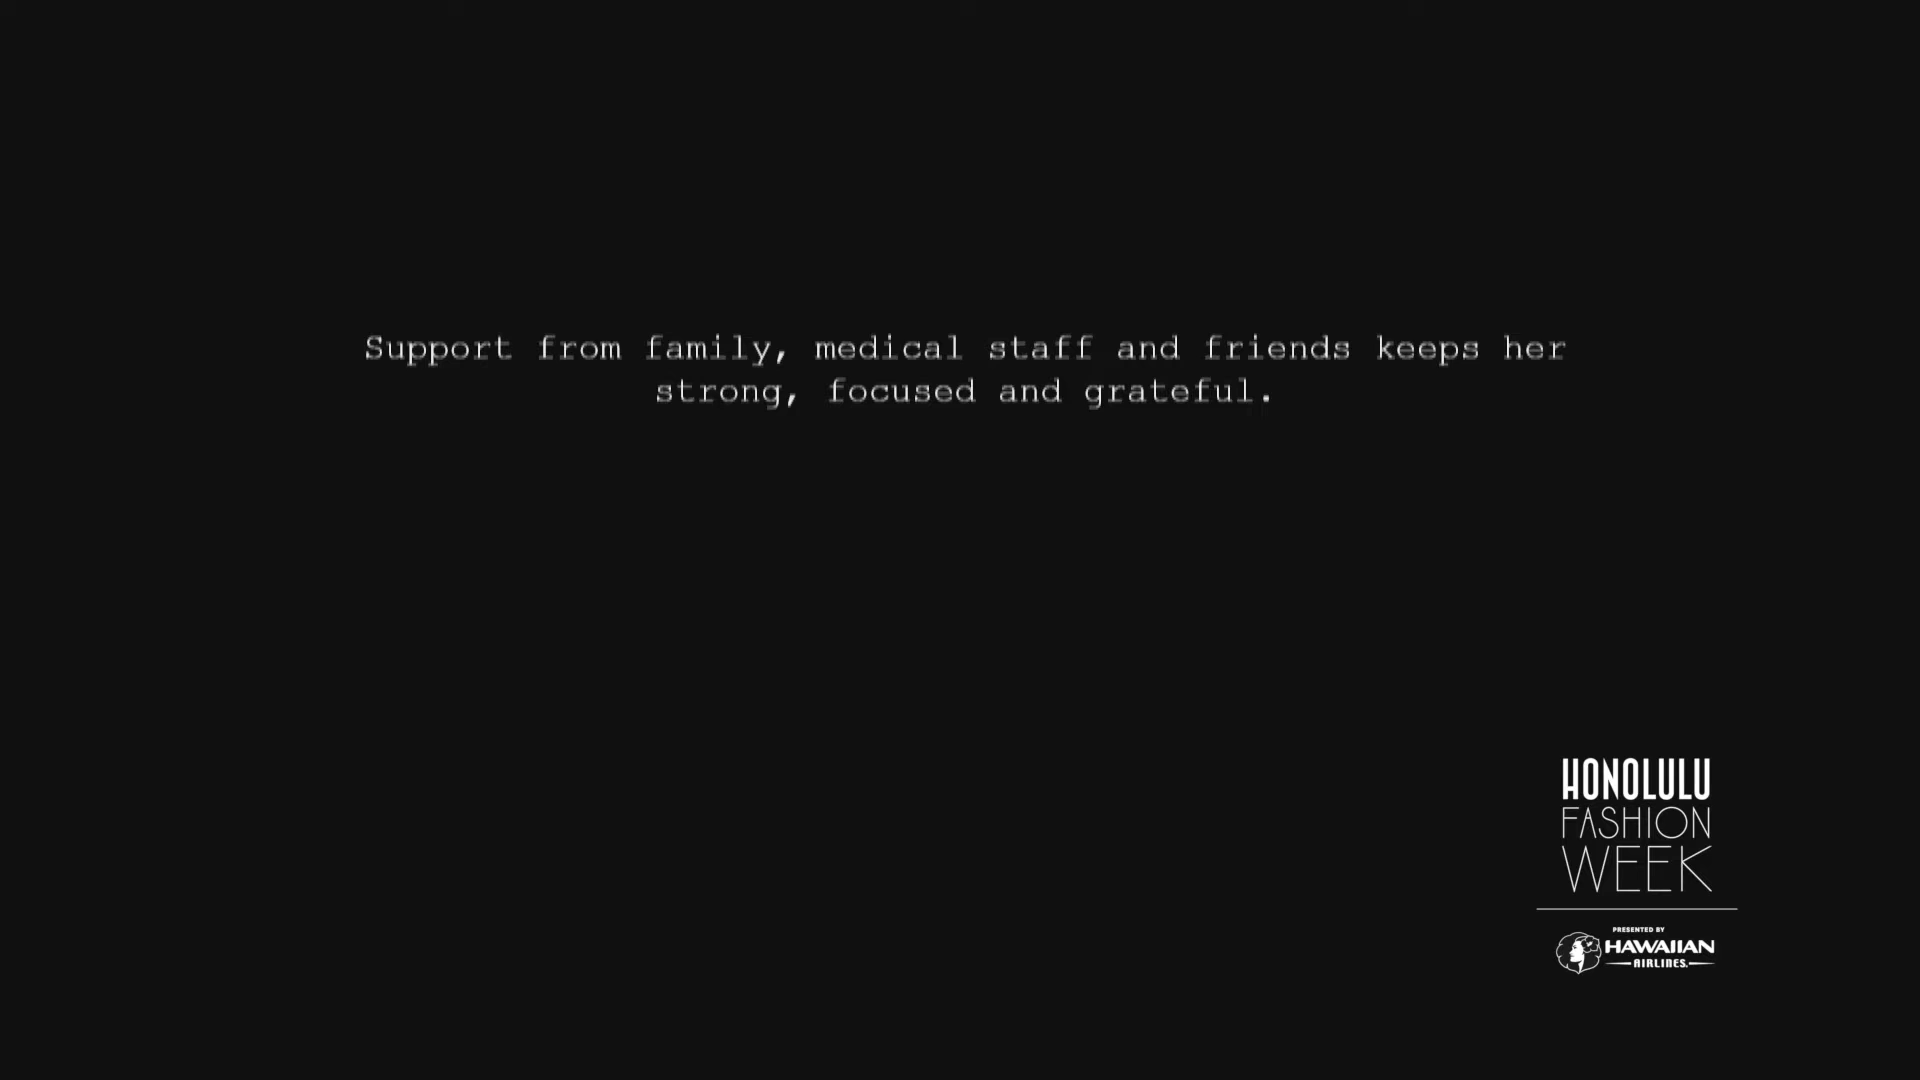 Support from family, medical staff and friends keeps her
strong, focused and grateful.
HONOLULU
FASHION
WEEK
PRESENTED BY
HAWAIIAN
AIRLINES.